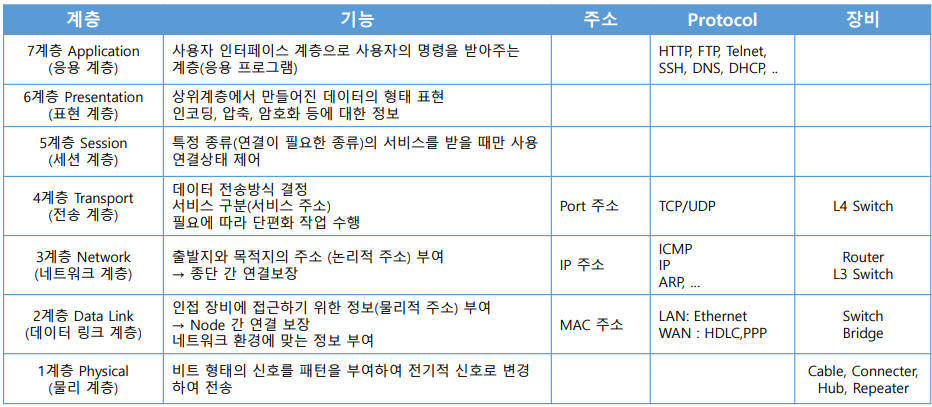 계층 기능 주소 Protocol 장비
7계층 Application
(응용 계층)
사용자 인터페이스 계층으로 사용자의 명령을 받아주는
계층(응용 프로그램)
HTTP, FTP, Telnet,
SSH, DNS, DHCP, ..
6계층 Presentation
(표현 계층)
상위계층에서 만들어진 데이터의 형태 표현
인코딩, 압축, 암호화 등에 대한 정보
5계층 Session
(세션 계층)
특정 종류(연결이 필요한 종류)의 서비스를 받을 때만 사용
연결상태 제어
4계층 Transport
(전송 계층)
데이터 전송방식 결정
서비스 구분(서비스 주소)
필요에 따라 단편화 작업 수행
Port 주소
TCP/UDP
L4 Switch
3계층 Network
(네트워크 계층)
출발지와 목적지의 주소 (논리적 주소) 부여
→ 종단 간 연결보장
IP 주소
ICMP
IP
ARP, ...
Router
L3 Switch
2계층 Data Link
(데이터 링크 계층)
인접 장비에 접근하기 위한 정보(물리적 주소) 부여
→ Node 간 연결 보장
네트워크 환경에 맞는 정보 부여
MAC 주소
LAN: Ethernet
WAN : HDLC,PPP
Switch
Bridge
1계층 Physical
(물리 계층)
비트 형태의 신호를 패턴을 부여하여 전기적 신호로 변경
하여 전송
Cable, Connecter,
Hub, Repeater